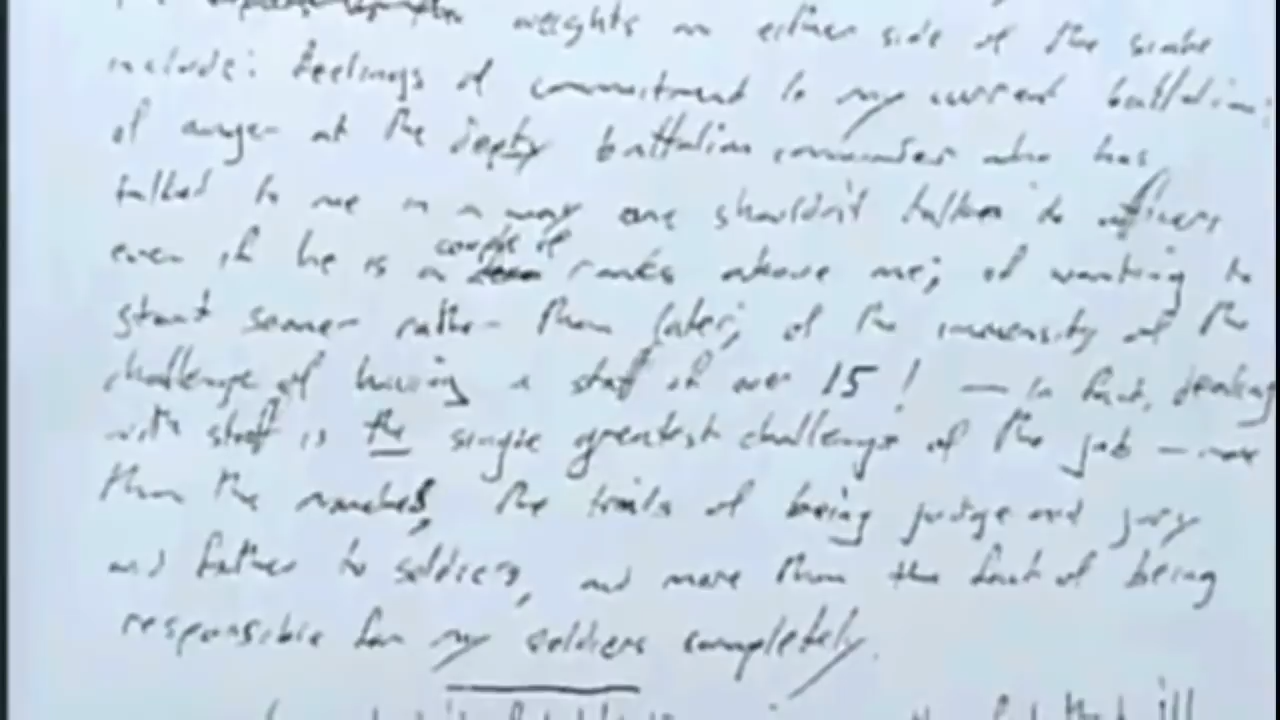 weights on either side of the scale
include: feelings of commitment to my current battalion;
of anger at the deputy battalion commander who has
talked to me in a way one shouldn't talk to officers
even if he is a couple of ranks above me; of wanting to
start sooner rather than later; of the immensity of the
challenge of having a staff of over 15! — In fact, dealing
with staff is the single greatest challenge of the job — more
than the marches, the trials of being judge and jury
and father to soldiers, and more than the fact of being
responsible for my soldiers completely.